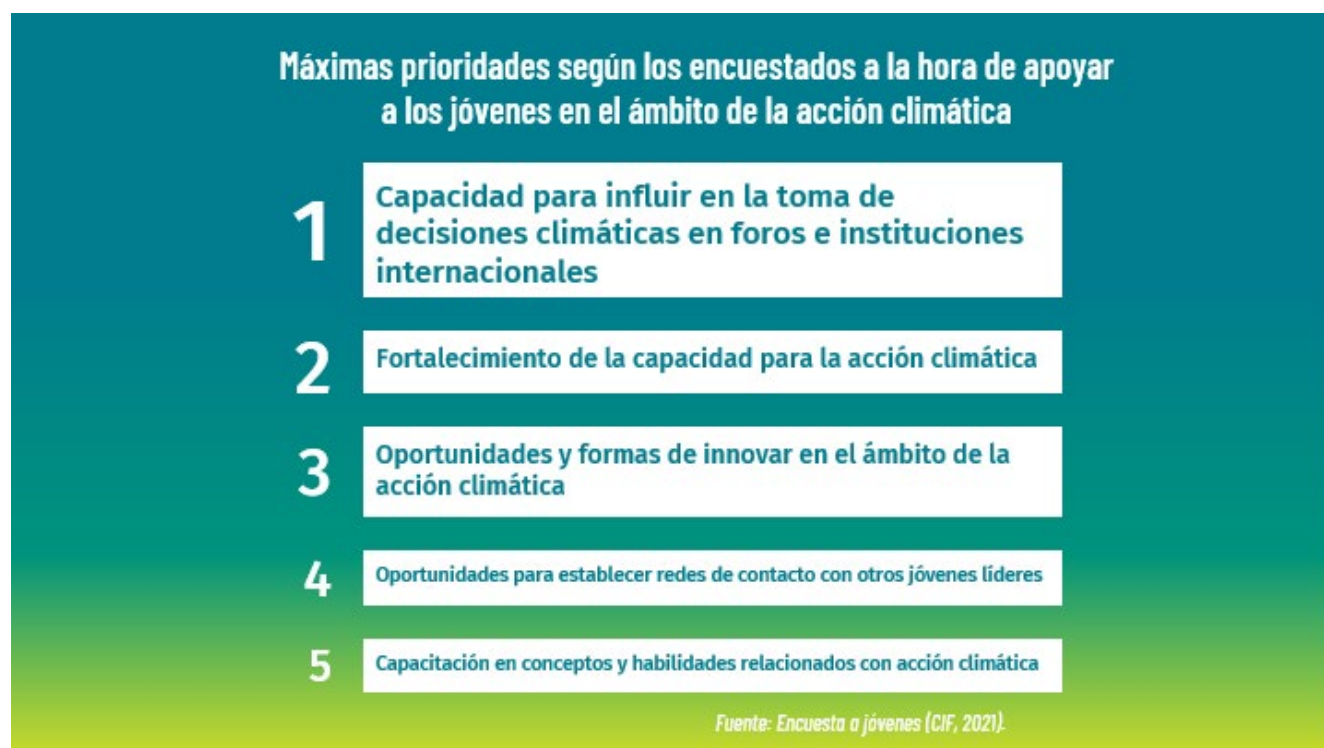 Máximas prioridades según los encuestados a la hora de apoyar
a los jóvenes en el ámbito de la acción climática
1
Capacidad para influir en la toma de
decisiones climáticas en foros e instituciones
internacionales
2
Fortalecimiento de la capacidad para la acción climática
3
Oportunidades y formas de innovar en el ámbito de la
acción climática
4
Oportunidades para establecer redes de contacto con otros jóvenes líderes
5
Capacitación en conceptos y habilidades relacionados con acción climática
Fuente: Encuesta a jóvenes (CIF, 2021).